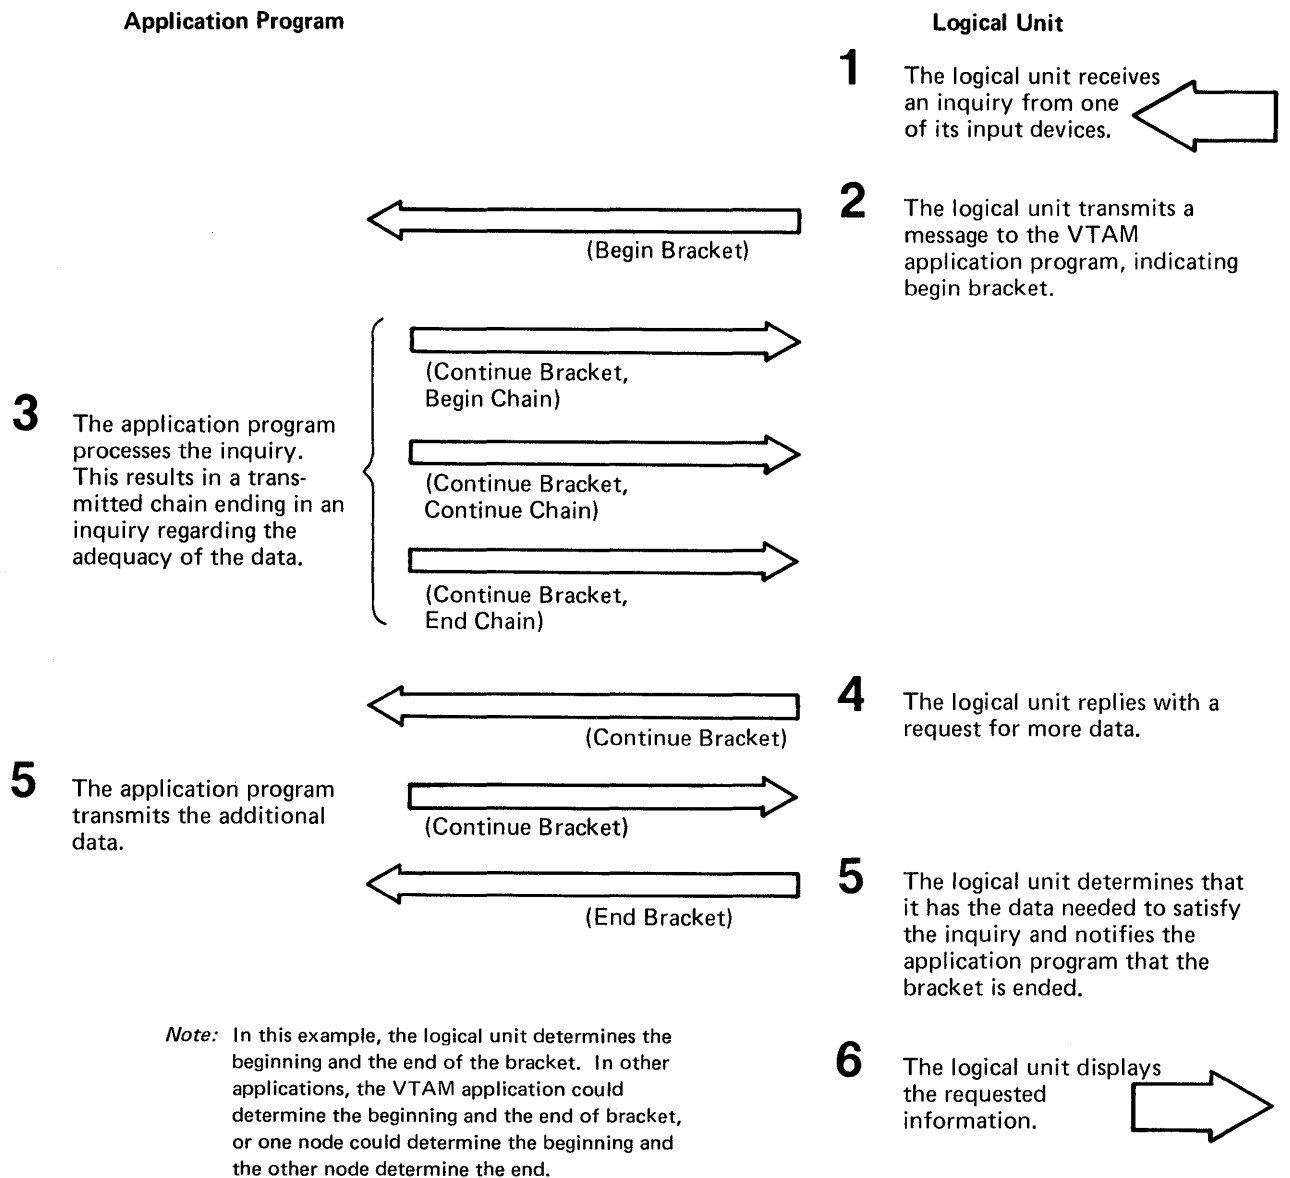 Application Program
Logical Unit
1
The logical unit receives
an inquiry from one
of its input devices.
2
The logical unit transmits a
message to the VTAM
application program, indicating
begin bracket.
(Begin Bracket)
(Continue Bracket,
Begin Chain)
3
The application program
processes the inquiry.
This results in a trans-
mitted chain ending in an
inquiry regarding the
adequacy of the data.
(Continue Bracket,
Continue Chain)
(Continue Bracket,
End Chain)
4
The logical unit replies with a
request for more data.
(Continue Bracket)
5
The application program
transmits the additional
data.
(Continue Bracket)
5
The logical unit determines that
it has the data needed to satisfy
the inquiry and notifies the
application program that the
bracket is ended.
(End Bracket)
Note: In this example, the logical unit determines the
beginning and the end of the bracket. In other
applications, the VTAM application could
determine the beginning and the end of bracket,
or one node could determine the beginning and
the other node determine the end.
6
The logical unit displays
the requested
information.